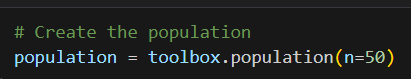 # Create the population
population = toolbox.population(n=50)